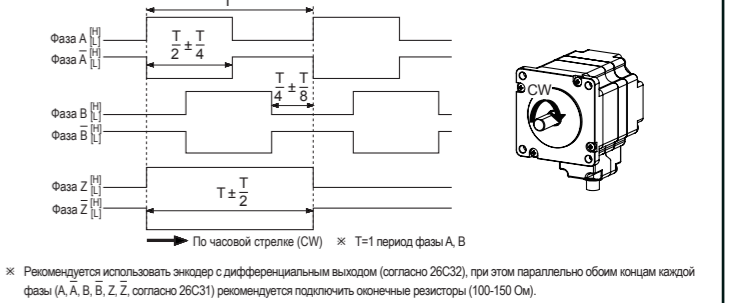 T
Фаза A [H]
[L]
Фаза A̅ [H]
[L]
T/2 ± T/4
T/4 ± T/8
Фаза B [H]
[L]
Фаза B̅ [H]
[L]
Фаза Z [H]
[L]
Фаза Z̅ [H]
[L]
T ± T/2
CW
По часовой стрелке (CW) ※ T=1 период фазы A, B
※ Рекомендуется использовать энкодер с дифференциальным выходом (согласно 26C32), при этом параллельно обоим концам каждой
фазы (A, A̅, B, B̅, Z, Z̅, согласно 26C31) рекомендуется подключить оконечные резисторы (100-150 Ом).